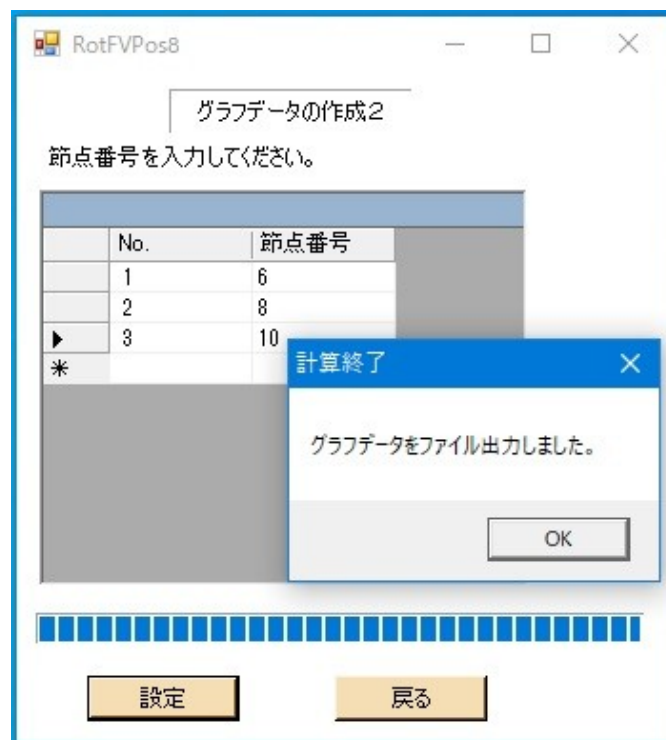 RotFVPos8
グラフデータの作成2
節点番号を入力してください。
No. 節点番号
1 6
2 8
3 10
計算終了
グラフデータをファイル出力しました。
OK
設定 戻る